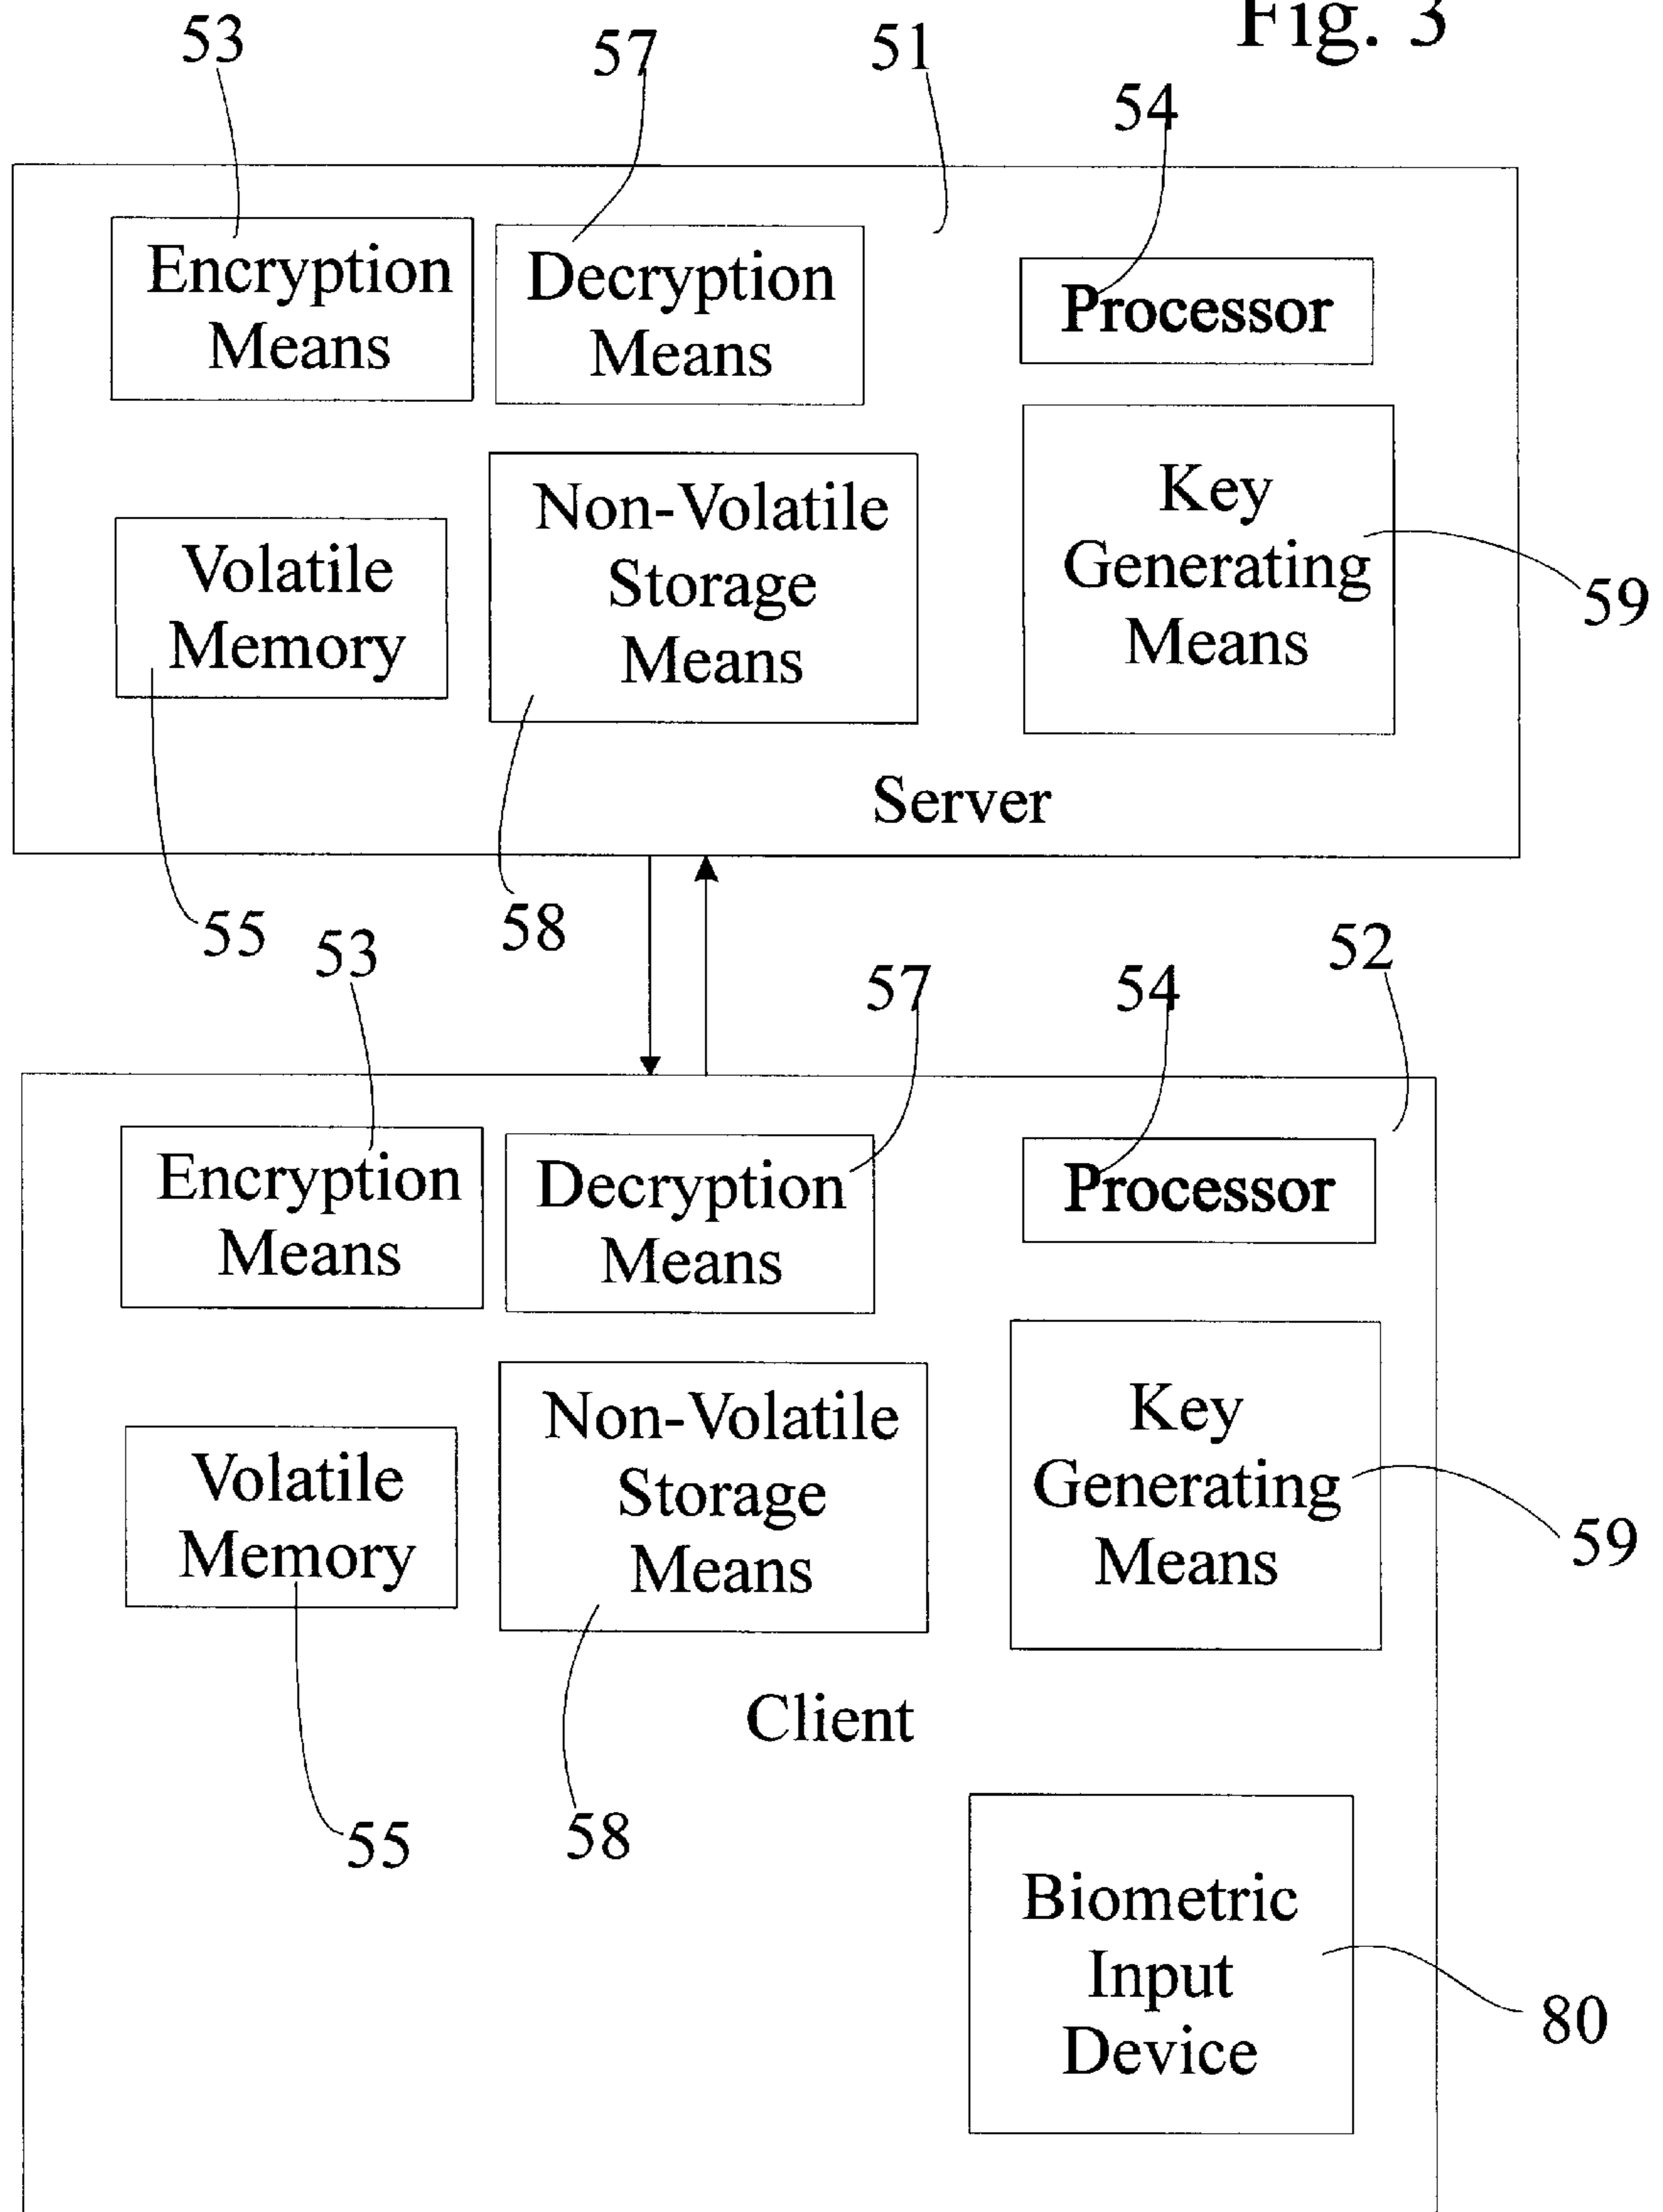 Fig. 3
53
57
51
54
Encryption
Means
Decryption
Means
Processor
Volatile
Memory
Non-Volatile
Storage
Means
Key
Generating
Means
59
Server
55
58
53
57
54
52
Encryption
Means
Decryption
Means
Processor
Volatile
Memory
Non-Volatile
Storage
Means
Key
Generating
Means
59
Client
55
58
Biometric
Input
Device
80